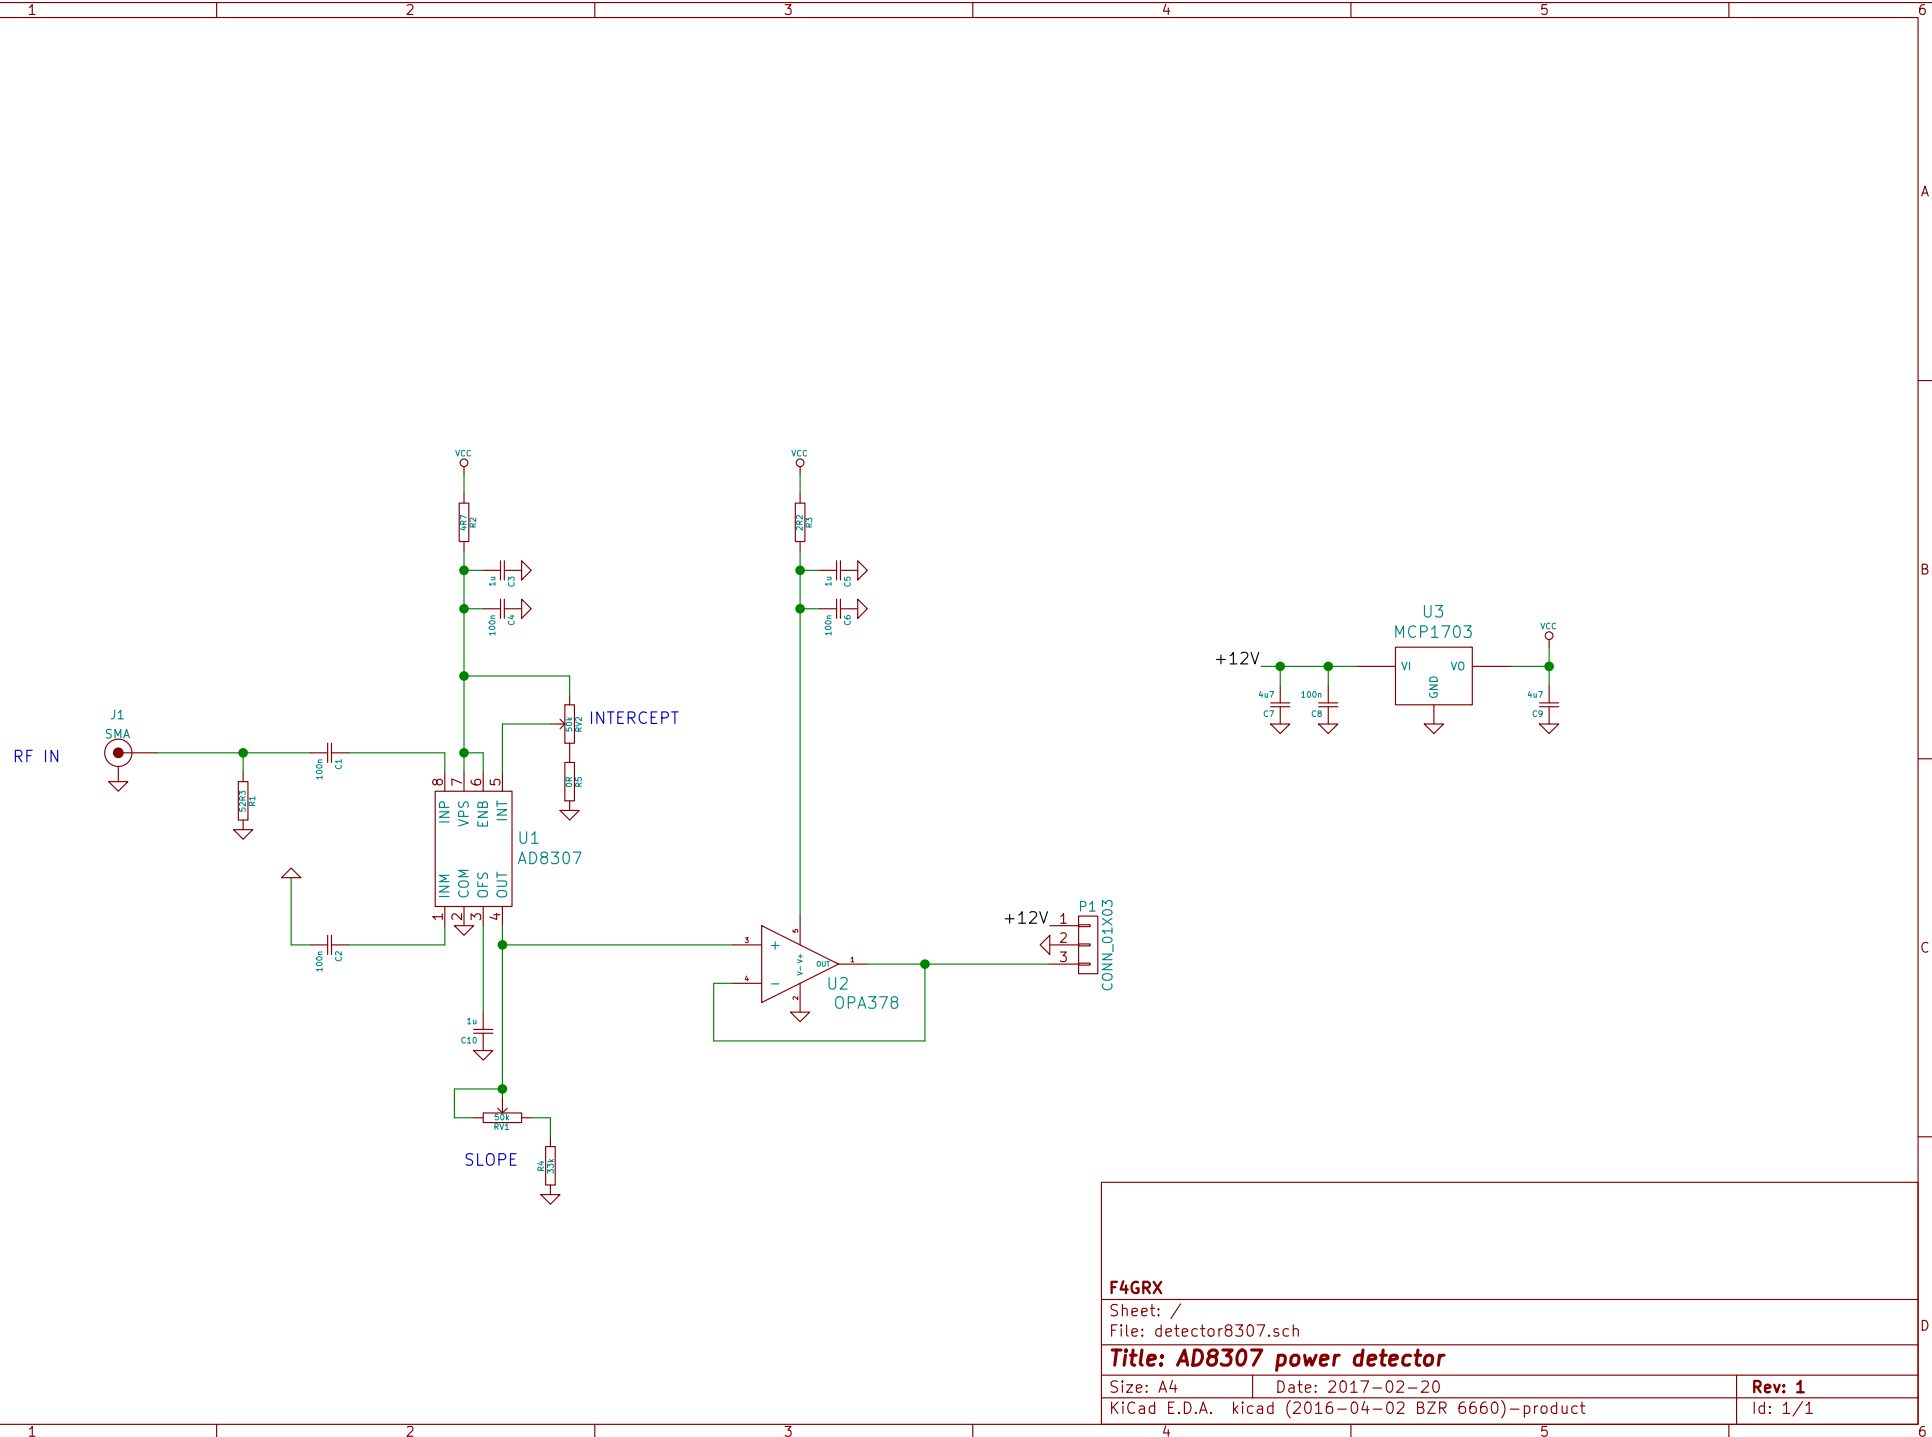 1 2 3 4 5 6
A
B
C
D
VCC
4R7
R2
1u
C3
100n
C4
VCC
2R2
R3
1u
C5
100n
C6
U3
MCP1703
+12V
VI
VO
GND
VCC
4u7
C7
100n
C8
4u7
C9
50k
RV2
INTERCEPT
0R
R5
J1
SMA
RF IN
52R3
R1
100n
C1
8 7 6 5
INP VPS ENB INT
U1
AD8307
INM COM OFS OUT
1 2 3 4
100n
C2
1u
C10
50k
RV1
SLOPE
R4
33k
3
+
4
-
5
V+
V-
2
OUT
1
U2
OPA378
+12V
P1
1
2
3
CONN_01X03
F4GRX
Sheet: /
File: detector8307.sch
Title: AD8307 power detector
Size: A4
Date: 2017-02-20
Rev: 1
KiCad E.D.A. kicad (2016-04-02 BZR 6660)-product
Id: 1/1
1 2 3 4 5 6